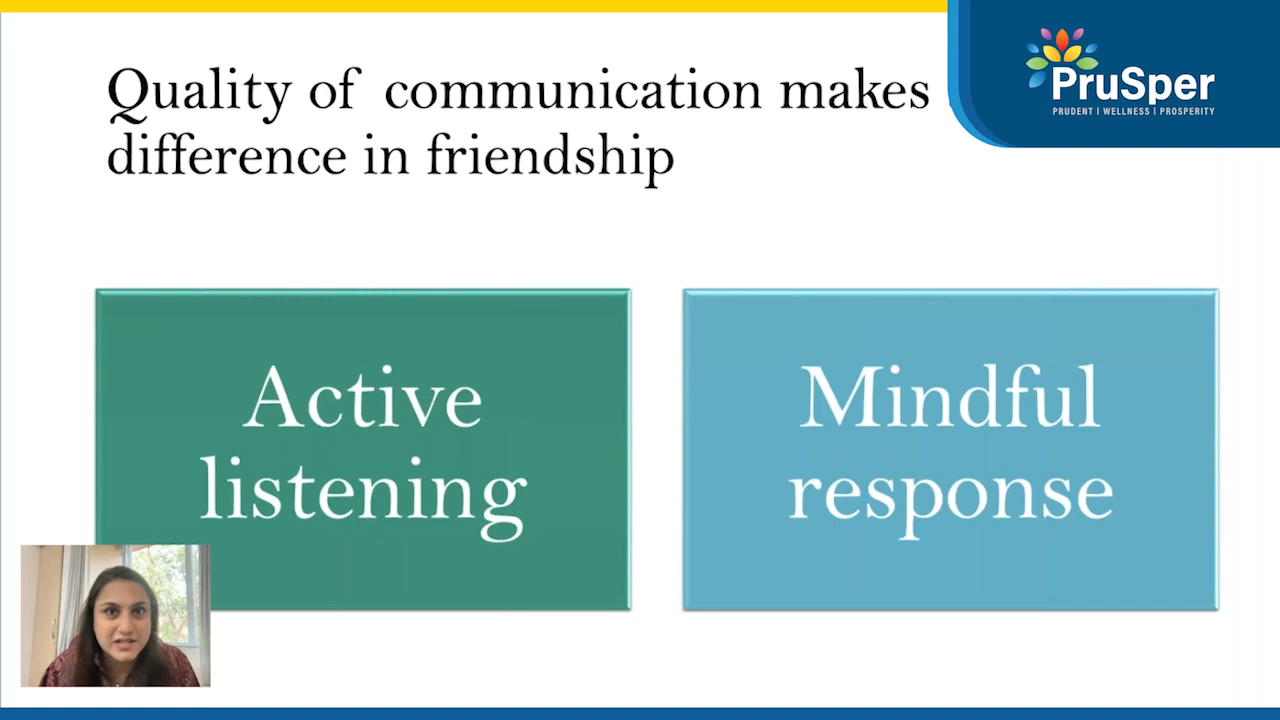 Quality of communication makes
difference in friendship
PruSper
PRUDENT | WELLNESS | PROSPERITY
Active
listening
Mindful
response